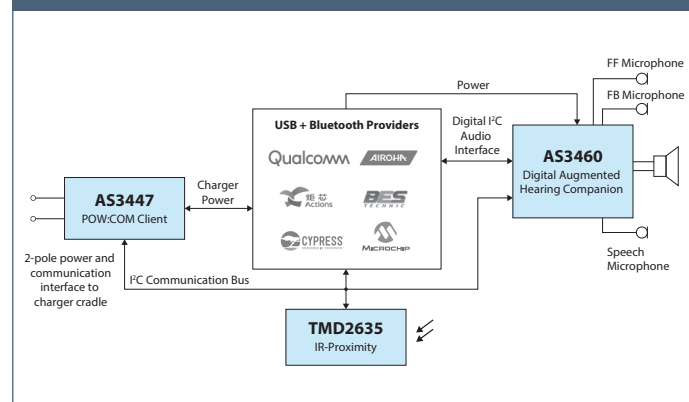 FF Microphone
Power
FB Microphone
USB + Bluetooth Providers
Digital I²C
Audio
Interface
Qualcomm
AIROHA
AS3460
Digital Augmented
Hearing Companion
AS3447
POW:COM Client
Charger
Power
炬芯
Actions
BES
TECHNIC
CYPRESS
MICROCHIP
2-pole power and
communication
interface to
charger cradle
I²C Communication Bus
Speech
Microphone
TMD2635
IR-Proximity